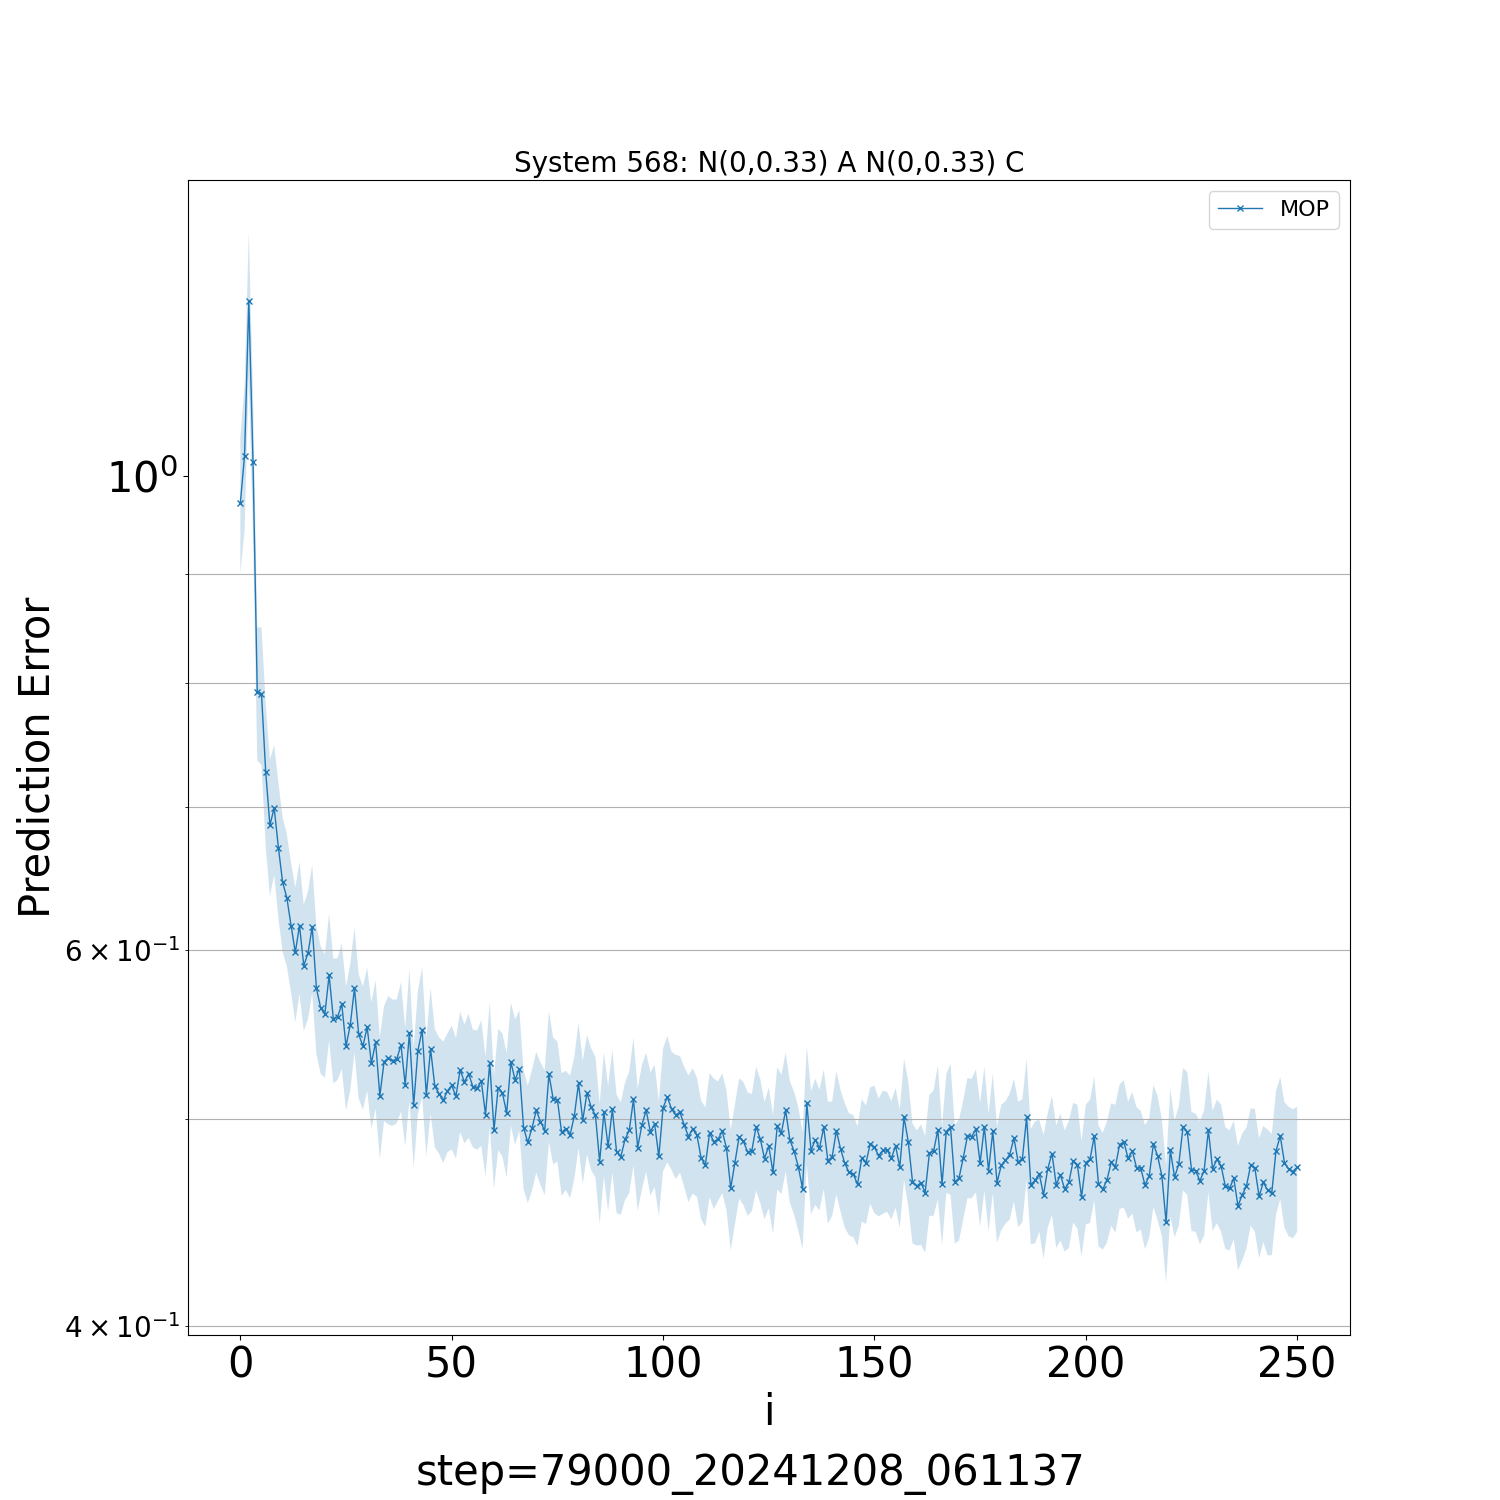 System 568: N(0,0.33) A N(0,0.33) C
MOP
10⁰
6 × 10⁻¹
4 × 10⁻¹
Prediction Error
0 50 100 150 200 250
i
step=79000_20241208_061137